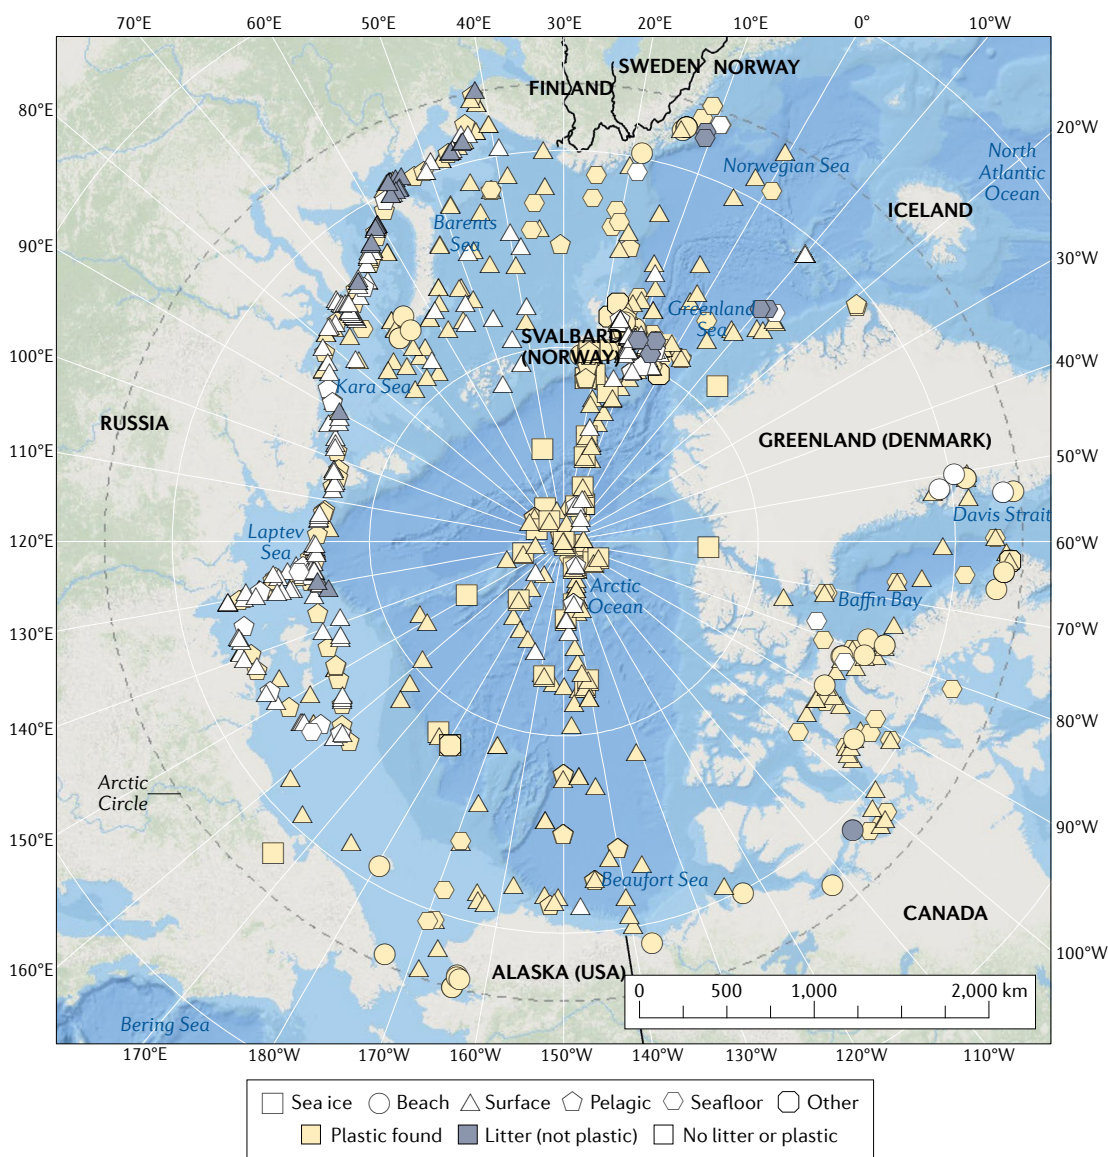 70°E 60°E 50°E 40°E 30°E 20°E 10°E 0° 10°W
80°E
90°E
100°E
110°E
120°E
130°E
140°E
150°E
160°E
20°W
30°W
40°W
50°W
60°W
70°W
80°W
90°W
100°W
FINLAND
SWEDEN
NORWAY
Norwegian Sea
North
Atlantic
Ocean
ICELAND
Barents
Sea
Greenland
Sea
SVALBARD
(NORWAY)
Kara Sea
RUSSIA
GREENLAND (DENMARK)
Davis Strait
Laptev
Sea
Arctic
Ocean
Baffin Bay
Arctic
Circle
Beaufort Sea
CANADA
ALASKA (USA)
Bering Sea
0 500 1,000 2,000 km
170°E 180°W 170°W 160°W 150°W 140°W 130°W 120°W 110°W
Sea ice Beach Surface Pelagic Seafloor Other
Plastic found Litter (not plastic) No litter or plastic